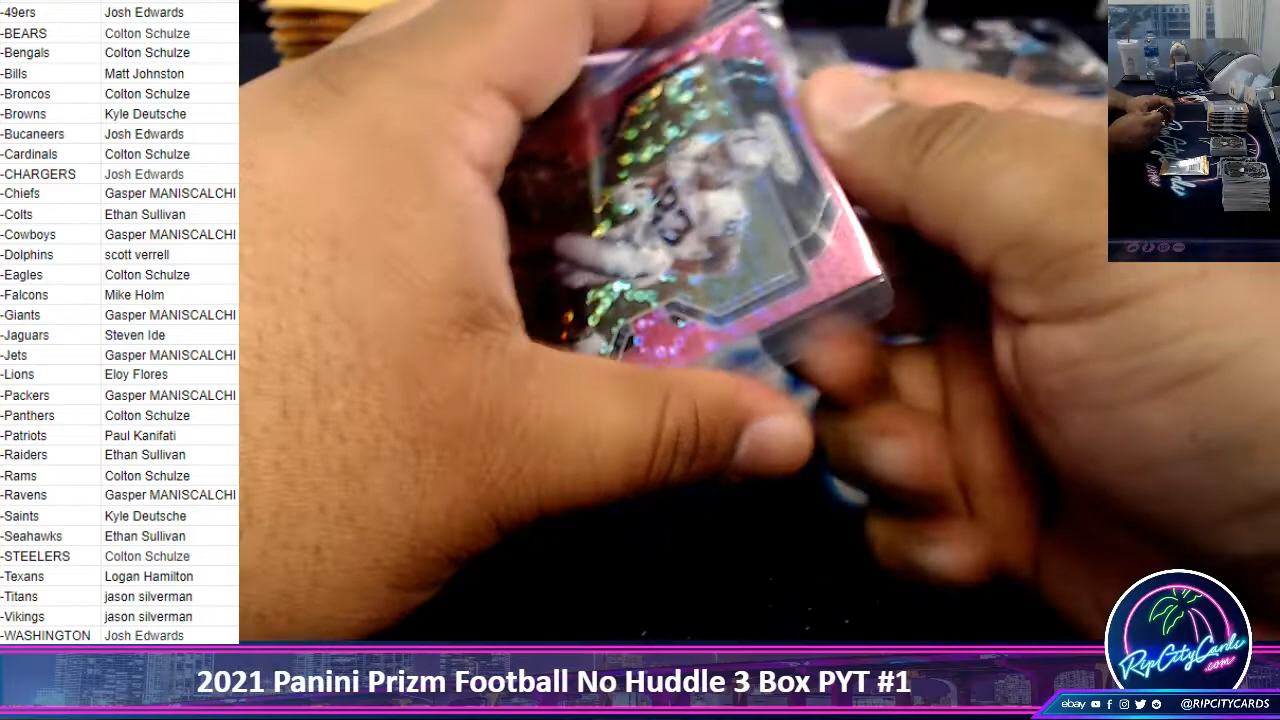 -49ers Josh Edwards
-BEARS Colton Schulze
-Bengals Colton Schulze
-Bills Matt Johnston
-Broncos Colton Schulze
-Browns Kyle Deutsche
-Bucaneers Josh Edwards
-Cardinals Colton Schulze
-CHARGERS Josh Edwards
-Chiefs Gasper MANISCALCHI
-Colts Ethan Sullivan
-Cowboys Gasper MANISCALCHI
-Dolphins scott verrell
-Eagles Colton Schulze
-Falcons Mike Holm
-Giants Gasper MANISCALCHI
-Jaguars Steven Ide
-Jets Gasper MANISCALCHI
-Lions Eloy Flores
-Packers Gasper MANISCALCHI
-Panthers Colton Schulze
-Patriots Paul Kanifati
-Raiders Ethan Sullivan
-Rams Colton Schulze
-Ravens Gasper MANISCALCHI
-Saints Kyle Deutsche
-Seahawks Ethan Sullivan
-STEELERS Colton Schulze
-Texans Logan Hamilton
-Titans jason silverman
-Vikings jason silverman
-WASHINGTON Josh Edwards
2021 Panini Prizm Football No Huddle 3 Box PYT #1
RipCityCards
.com
ebay @RIPCITYCARDS